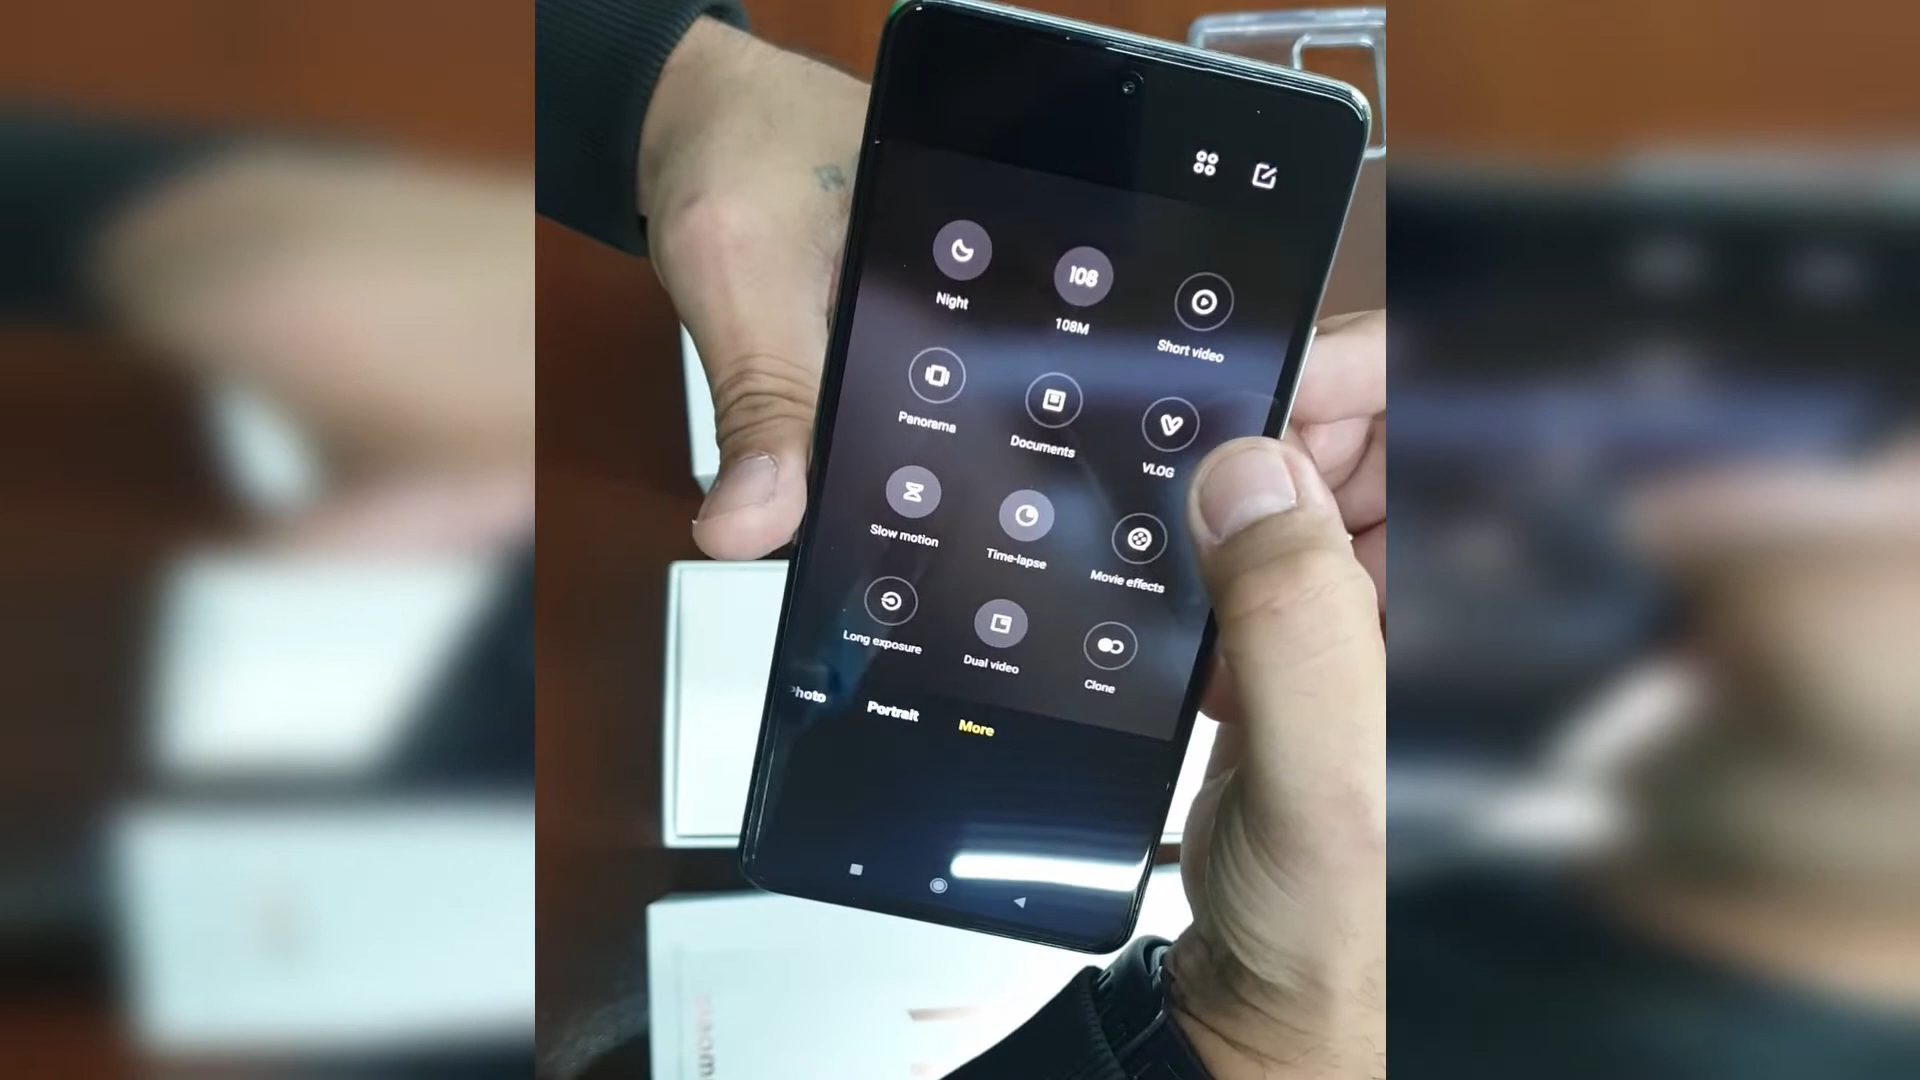 108
Night
108M
Short video
Panorama
Documents
VLOG
Slow motion
Time-lapse
Movie effects
Long exposure
Dual video
Clone
Photo
Portrait
More